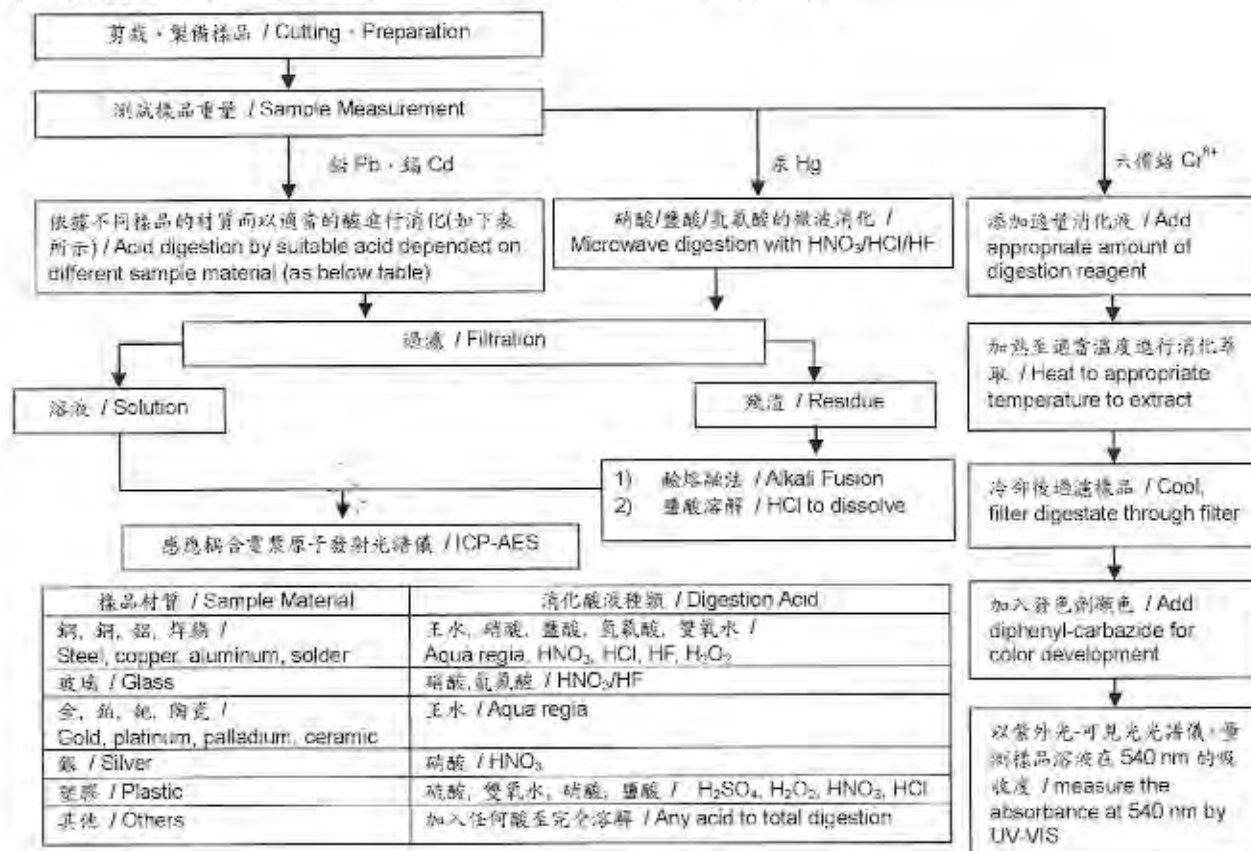 剪裁、製備樣品 / Cutting、Preparation
測試樣品重量 / Sample Measurement
鉛 Pb、鎘 Cd
汞 Hg
六價鉻 Cr⁶⁺
依據不同樣品的材質而以適當的酸進行消化(如下表
所示) / Acid digestion by suitable acid depended on
different sample material (as below table)
硝酸/鹽酸/氫氟酸的微波消化 /
Microwave digestion with HNO₃/HCl/HF
添加適量消化液 / Add
appropriate amount of
digestion reagent
過濾 / Filtration
加熱至適當溫度進行消化萃
取 / Heat to appropriate
temperature to extract
溶液 / Solution
殘渣 / Residue
1) 鹼熔融法 / Alkali Fusion
2) 鹽酸溶解 / HCl to dissolve
冷卻後過濾樣品 / Cool,
filter digestate through filter
感應耦合電漿原子發射光譜儀 / ICP-AES
樣品材質 / Sample Material
消化酸液種類 / Digestion Acid
鋼, 銅, 鋁, 焊錫 /
Steel, copper, aluminum, solder
王水, 硝酸, 鹽酸, 氫氟酸, 雙氧水 /
Aqua regia, HNO₃, HCl, HF, H₂O₂
玻璃 / Glass
硝酸,氫氟酸 / HNO₃/HF
金, 鉑, 鈀, 陶瓷 /
Gold, platinum, palladium, ceramic
王水 / Aqua regia
銀 / Silver
硝酸 / HNO₃
塑膠 / Plastic
硫酸, 雙氧水, 硝酸, 鹽酸 / H₂SO₄, H₂O₂, HNO₃, HCl
其他 / Others
加入任何酸至完全溶解 / Any acid to total digestion
加入發色劑顯色 / Add
diphenyl-carbazide for
color development
以紫外光-可見光光譜儀,量
測樣品溶液在 540 nm 的吸
收度 / measure the
absorbance at 540 nm by
UV-VIS